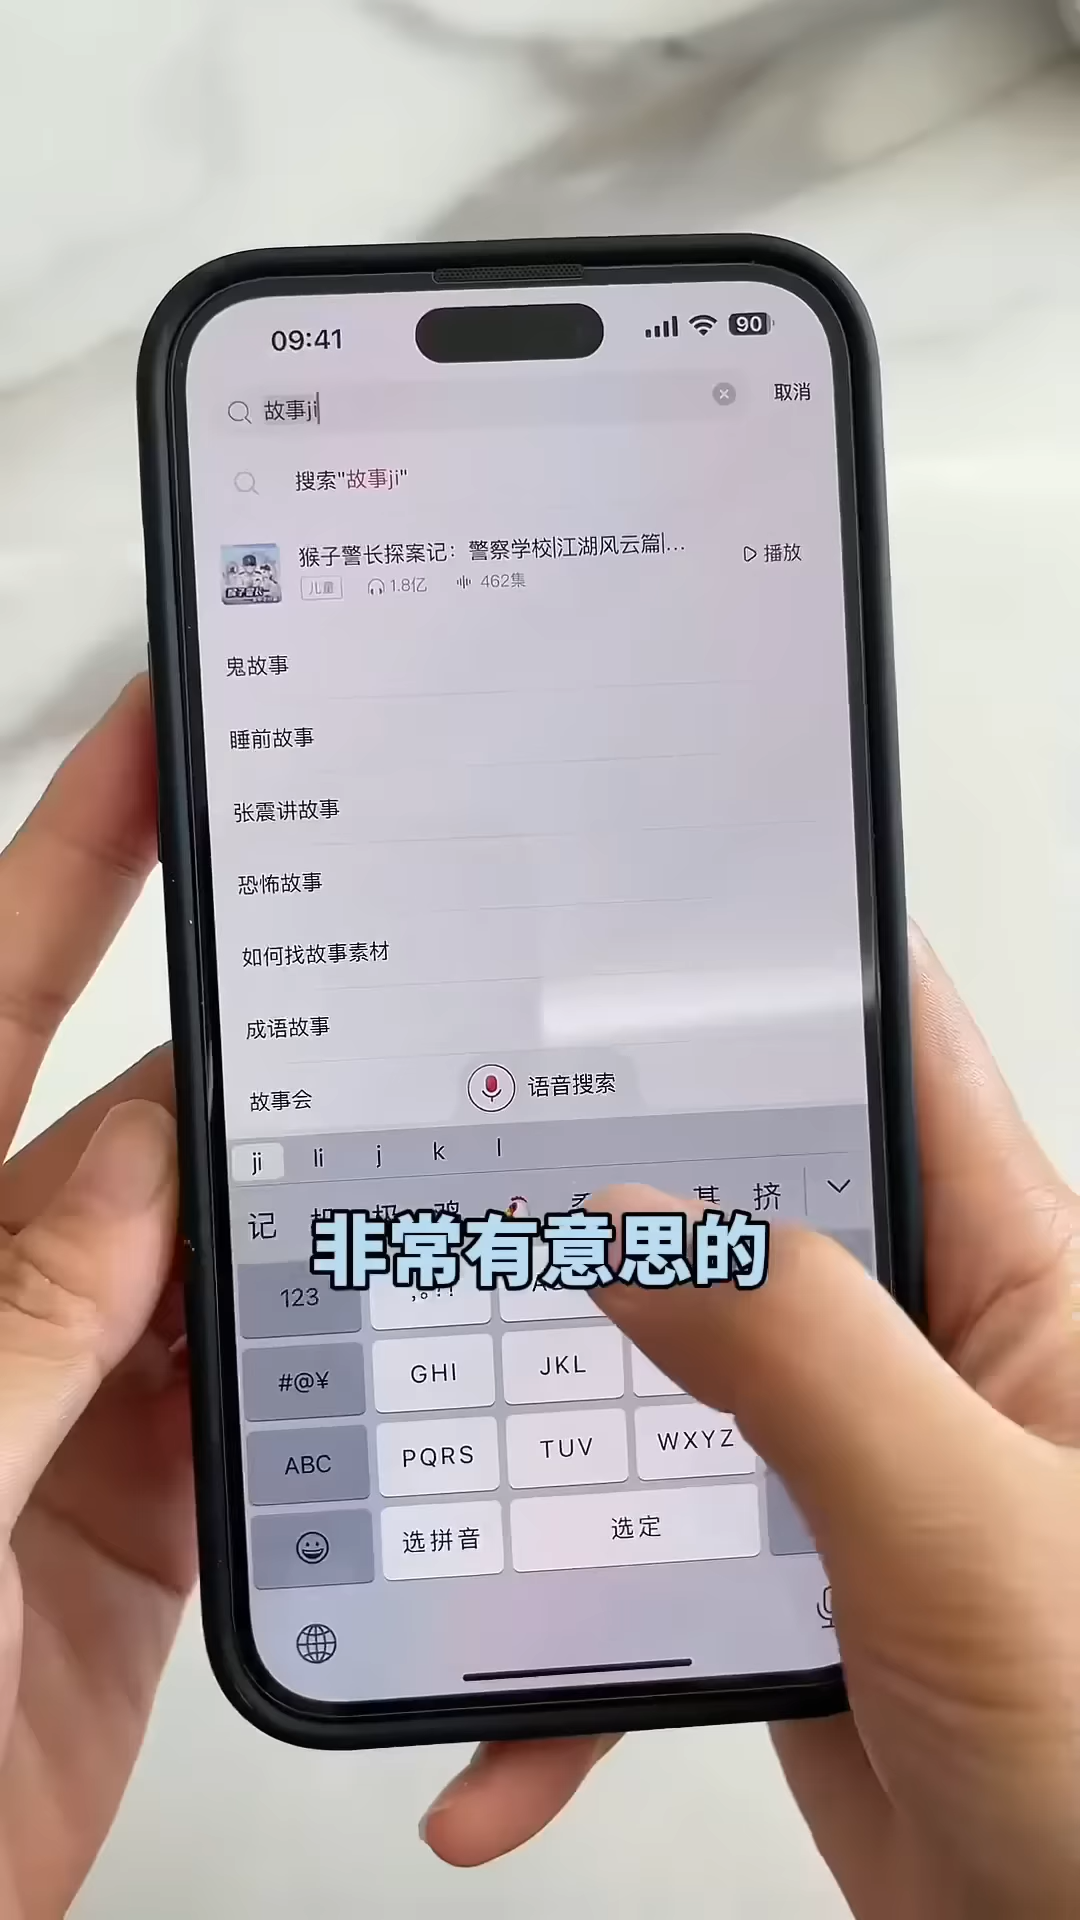 09:41
90
故事ji
取消
搜索"故事ji"
猴子警长探案记：警察学校|江湖风云篇|...
播放
儿童
1.8亿
462集
鬼故事
睡前故事
张震讲故事
恐怖故事
如何找故事素材
成语故事
故事会
语音搜索
ji li j k l
记 机 极 鸡 季 其 挤
非常有意思的
123
,。?!
#@¥
GHI
JKL
ABC
PQRS
TUV
WXYZ
选拼音
选定